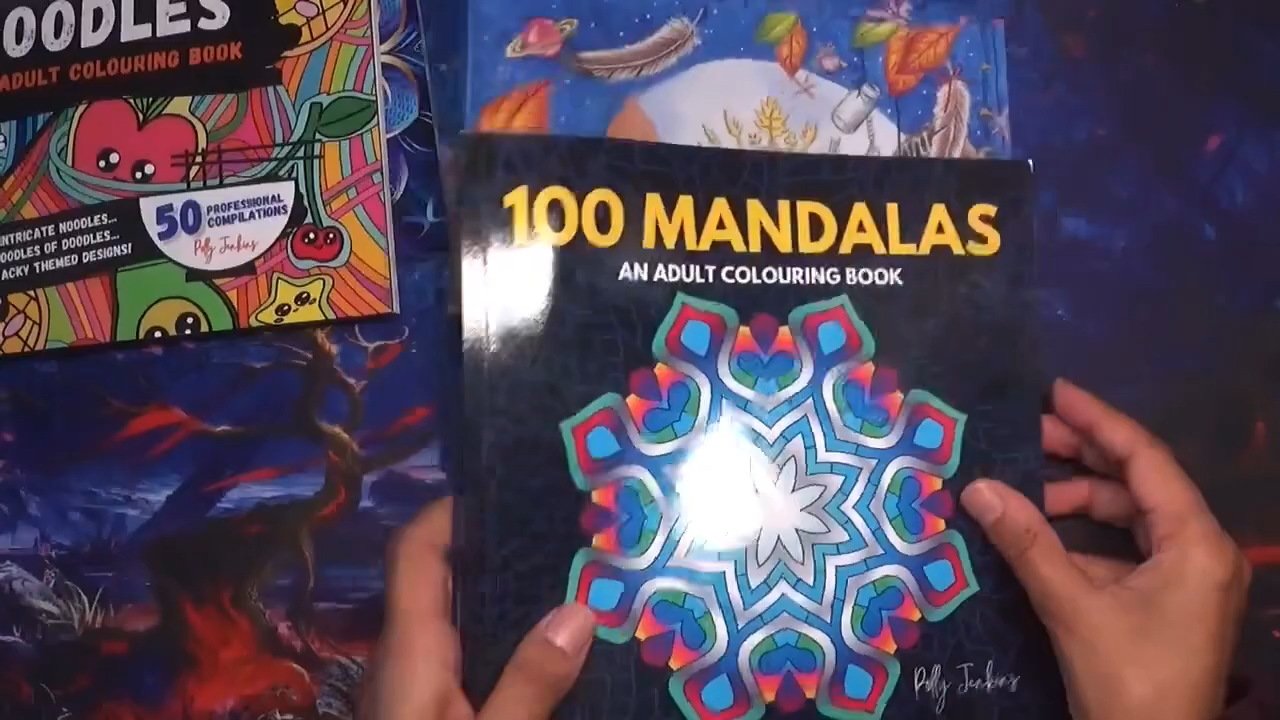 OODLES
ADULT COLOURING BOOK
NTRICATE NOODLES...
OODLES OF DOODLES...
ACKY THEMED DESIGNS!
50 PROFESSIONAL
COMPILATIONS
Polly Jenkins
100 MANDALAS
AN ADULT COLOURING BOOK
Polly Jenkins